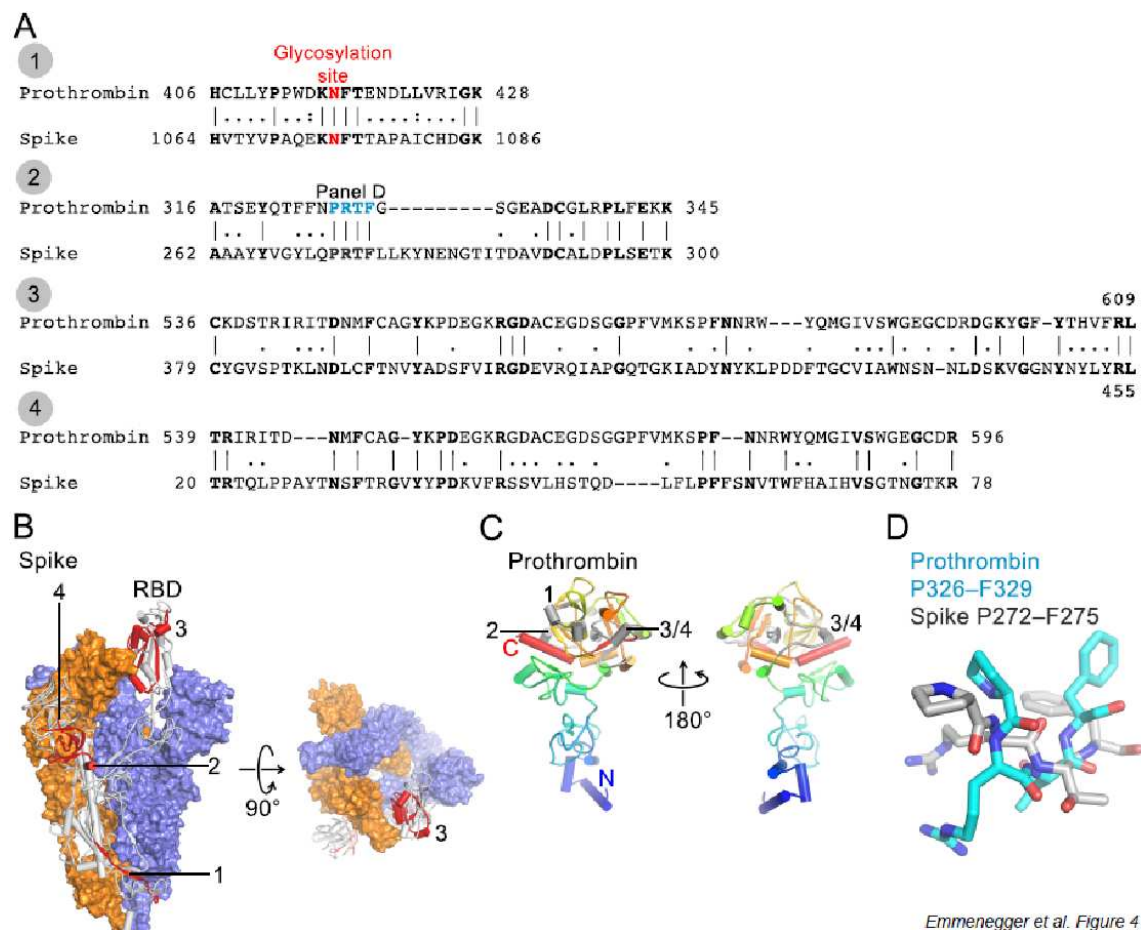 A
1
Glycosylation
site
Prothrombin 406 HCLLYPPWDKNFTENDLLVRIGK 428
|....|...:||||.....:...||
Spike 1064 HVTYVPAQEKNFTTAPAICHDGK 1086
2
Panel D
Prothrombin 316 ATSEYQTFFNPRTFG----------SGEADCGLRPLFEKK 345
Spike 262 AAAYYVGYLQPRTFLLKYNENGTITDAVDCALDPLSETK 300
3
609
Prothrombin 536 CKDSTRIRITDNMFCAGYKPDEGKRGDACEGDSGGPFVMKSPFNNRW---YQMGIVSWGEGCDRDGKYGF-YTHVFRL
Spike 379 CYGVSPTKLNDLCFTNVYADSFVIRGDEVRQIAPGQTGKIADYNYKLPDDFTGCVIAWNSN-NLDSKVGGNYNYLYRL
455
4
Prothrombin 539 TRIRITD---NMFCAG-YKPDEGKRGDACEGDSGGPFVMKSPF--NNRWYQMGIVSWGEGCDR 596
Spike 20 TRTQLPPAYTNSFTRGVYYPDKVFRSSVLHSTQD----LFLPFFSNVTWFHAIHVSGTNGTKR 78
B
Spike
4
RBD
3
2
1
90°
3
C
Prothrombin
1
2
C
3/4
3/4
180°
N
D
Prothrombin
P326–F329
Spike P272–F275
Emmenegger et al. Figure 4